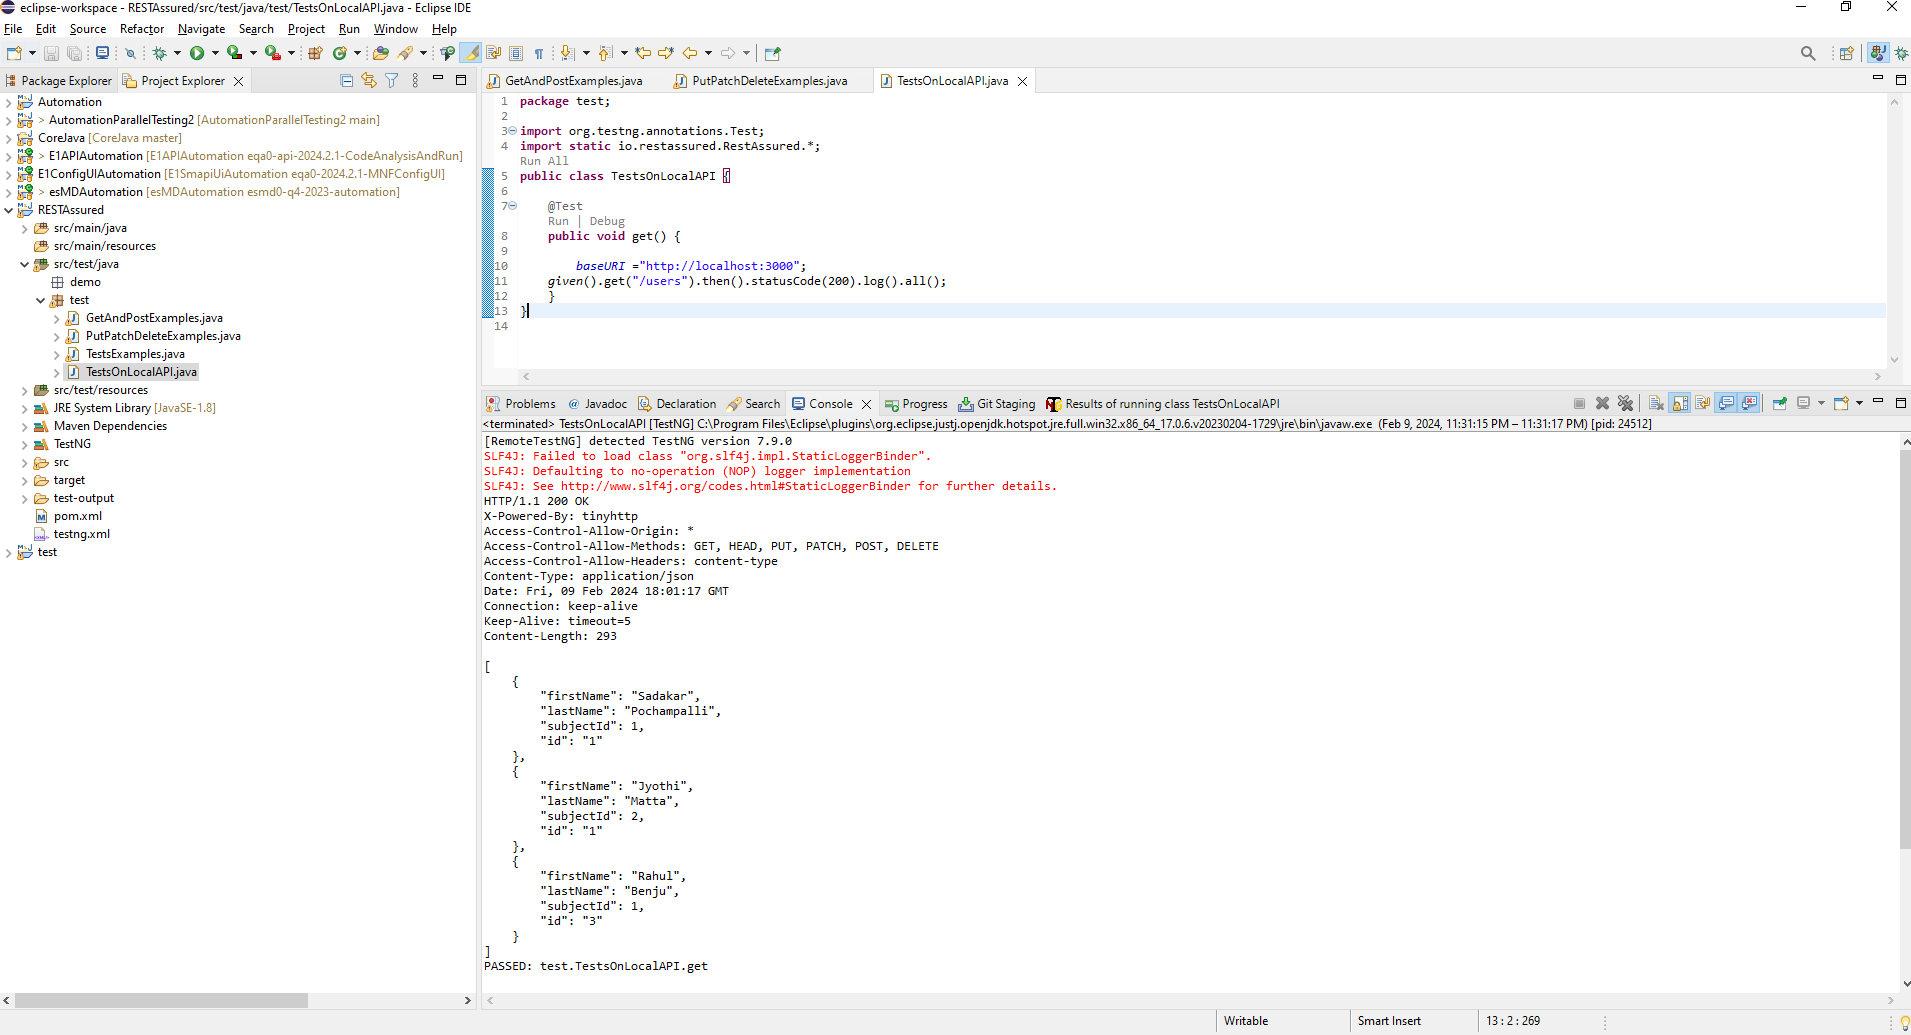 eclipse-workspace - RESTAssured/src/test/java/test/TestsOnLocalAPI.java - Eclipse IDE
File Edit Source Refactor Navigate Search Project Run Window Help
Package Explorer Project Explorer
Automation
> AutomationParallelTesting2 [AutomationParallelTesting2 main]
CoreJava [CoreJava master]
> E1APIAutomation [E1APIAutomation eqa0-api-2024.2.1-CodeAnalysisAndRun]
E1ConfigUIAutomation [E1SmapiUiAutomation eqa0-2024.2.1-MNFConfigUI]
> esMDAutomation [esMDAutomation esmd0-q4-2023-automation]
RESTAssured
src/main/java
src/main/resources
src/test/java
demo
test
GetAndPostExamples.java
PutPatchDeleteExamples.java
TestsExamples.java
TestsOnLocalAPI.java
src/test/resources
JRE System Library [JavaSE-1.8]
Maven Dependencies
TestNG
src
target
test-output
pom.xml
testng.xml
test
GetAndPostExamples.java PutPatchDeleteExamples.java TestsOnLocalAPI.java
1 package test;
2
3 import org.testng.annotations.Test;
4 import static io.restassured.RestAssured.*;
Run All
5 public class TestsOnLocalAPI {
6
7 @Test
Run | Debug
8 public void get() {
9
10 baseURI ="http://localhost:3000";
11 given().get("/users").then().statusCode(200).log().all();
12 }
13 }
14
Problems Javadoc Declaration Search Console Progress Git Staging Results of running class TestsOnLocalAPI
<terminated> TestsOnLocalAPI [TestNG] C:\Program Files\Eclipse\plugins\org.eclipse.justj.openjdk.hotspot.jre.full.win32.x86_64_17.0.6.v20230204-1729\jre\bin\javaw.exe (Feb 9, 2024, 11:31:15 PM – 11:31:17 PM) [pid: 24512]
[RemoteTestNG] detected TestNG version 7.9.0
SLF4J: Failed to load class "org.slf4j.impl.StaticLoggerBinder".
SLF4J: Defaulting to no-operation (NOP) logger implementation
SLF4J: See http://www.slf4j.org/codes.html#StaticLoggerBinder for further details.
HTTP/1.1 200 OK
X-Powered-By: tinyhttp
Access-Control-Allow-Origin: *
Access-Control-Allow-Methods: GET, HEAD, PUT, PATCH, POST, DELETE
Access-Control-Allow-Headers: content-type
Content-Type: application/json
Date: Fri, 09 Feb 2024 18:01:17 GMT
Connection: keep-alive
Keep-Alive: timeout=5
Content-Length: 293
[
{
"firstName": "Sadakar",
"lastName": "Pochampalli",
"subjectId": 1,
"id": "1"
},
{
"firstName": "Jyothi",
"lastName": "Matta",
"subjectId": 2,
"id": "1"
},
{
"firstName": "Rahul",
"lastName": "Benju",
"subjectId": 1,
"id": "3"
}
]
PASSED: test.TestsOnLocalAPI.get
Writable Smart Insert 13 : 2 : 269